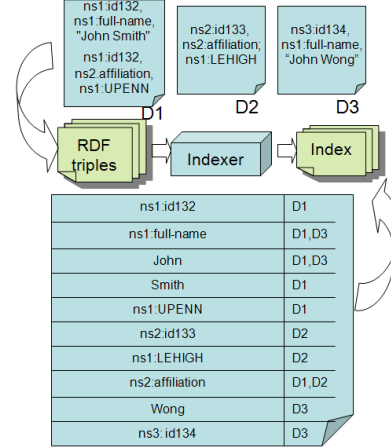 ns1:id132,
ns1:full-name,
"John Smith"
ns1:id132,
ns2.affiliation,
ns1:UPENN
D1
ns2:id133,
ns2:affiliation;
ns1:LEHIGH
D2
ns3:id134,
ns1:full-name,
“John Wong”
D3
RDF
triples
Indexer
Index
ns1:id132 D1
ns1:full-name D1,D3
John D1,D3
Smith D1
ns1:UPENN D1
ns2:id133 D2
ns1:LEHIGH D2
ns2:affiliation D1,D2
Wong D3
ns3: id134 D3